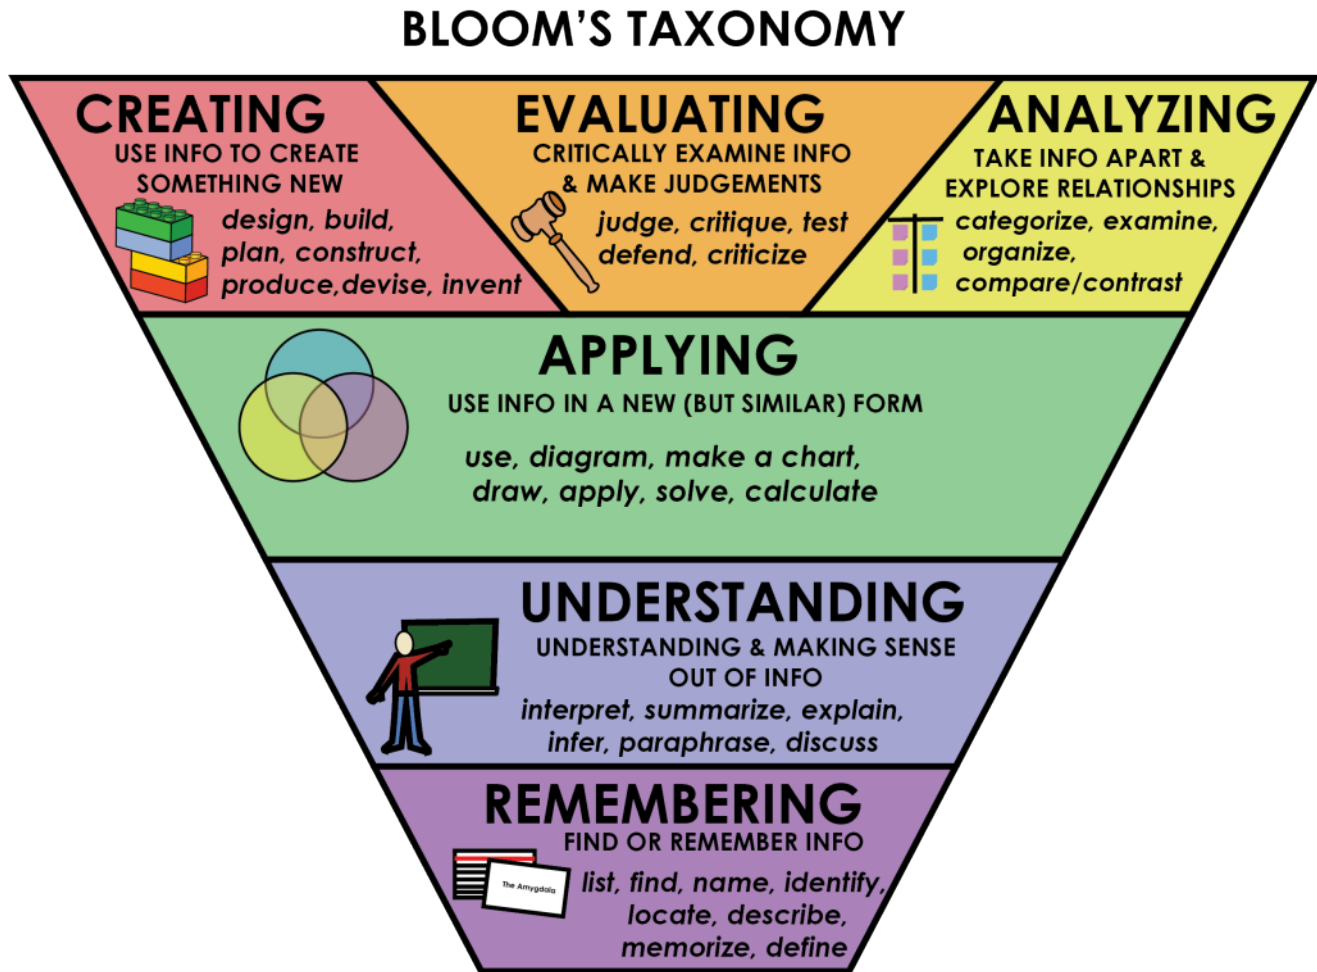 BLOOM'S TAXONOMY
CREATING
USE INFO TO CREATE
SOMETHING NEW
design, build,
plan, construct,
produce,devise, invent
EVALUATING
CRITICALLY EXAMINE INFO
& MAKE JUDGEMENTS
judge, critique, test
defend, criticize
ANALYZING
TAKE INFO APART &
EXPLORE RELATIONSHIPS
categorize, examine,
organize,
compare/contrast
APPLYING
USE INFO IN A NEW (BUT SIMILAR) FORM
use, diagram, make a chart,
draw, apply, solve, calculate
UNDERSTANDING
UNDERSTANDING & MAKING SENSE
OUT OF INFO
interpret, summarize, explain,
infer, paraphrase, discuss
REMEMBERING
FIND OR REMEMBER INFO
The Amygdala
list, find, name, identify,
locate, describe,
memorize, define